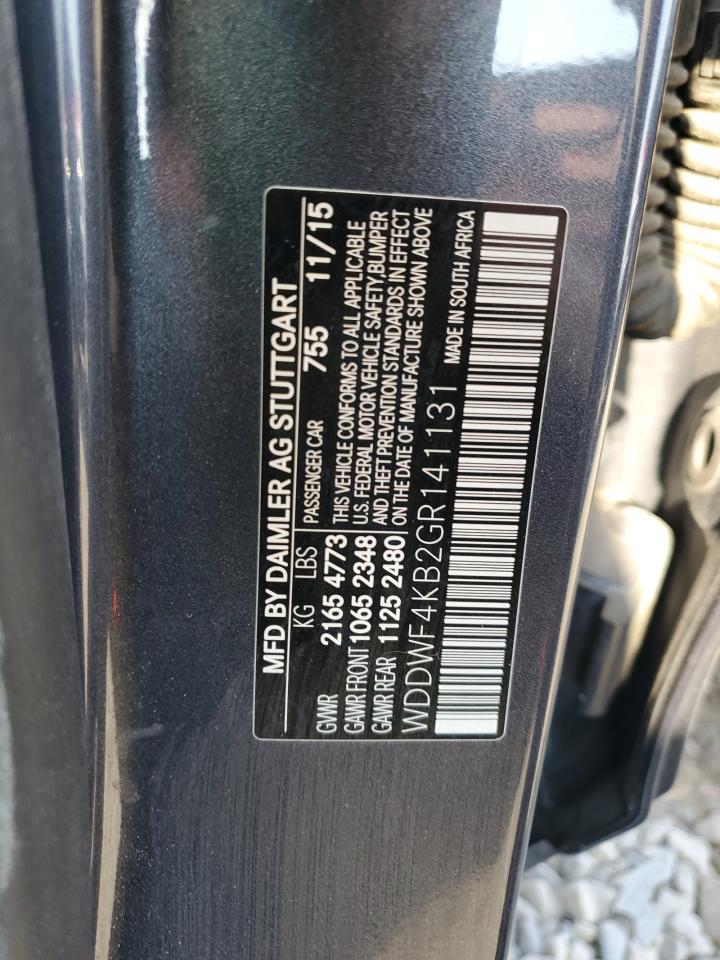 MFD BY DAIMLER AG STUTTGART
KG LBS PASSENGER CAR 755 11/15
GVWR 2165 4773 THIS VEHICLE CONFORMS TO ALL APPLICABLE
GAWR FRONT 1065 2348 U.S. FEDERAL MOTOR VEHICLE SAFETY,BUMPER
GAWR REAR 1125 2480 AND THEFT PREVENTION STANDARDS IN EFFECT
ON THE DATE OF MANUFACTURE SHOWN ABOVE
WDDWF4KB2GR141131 MADE IN SOUTH AFRICA